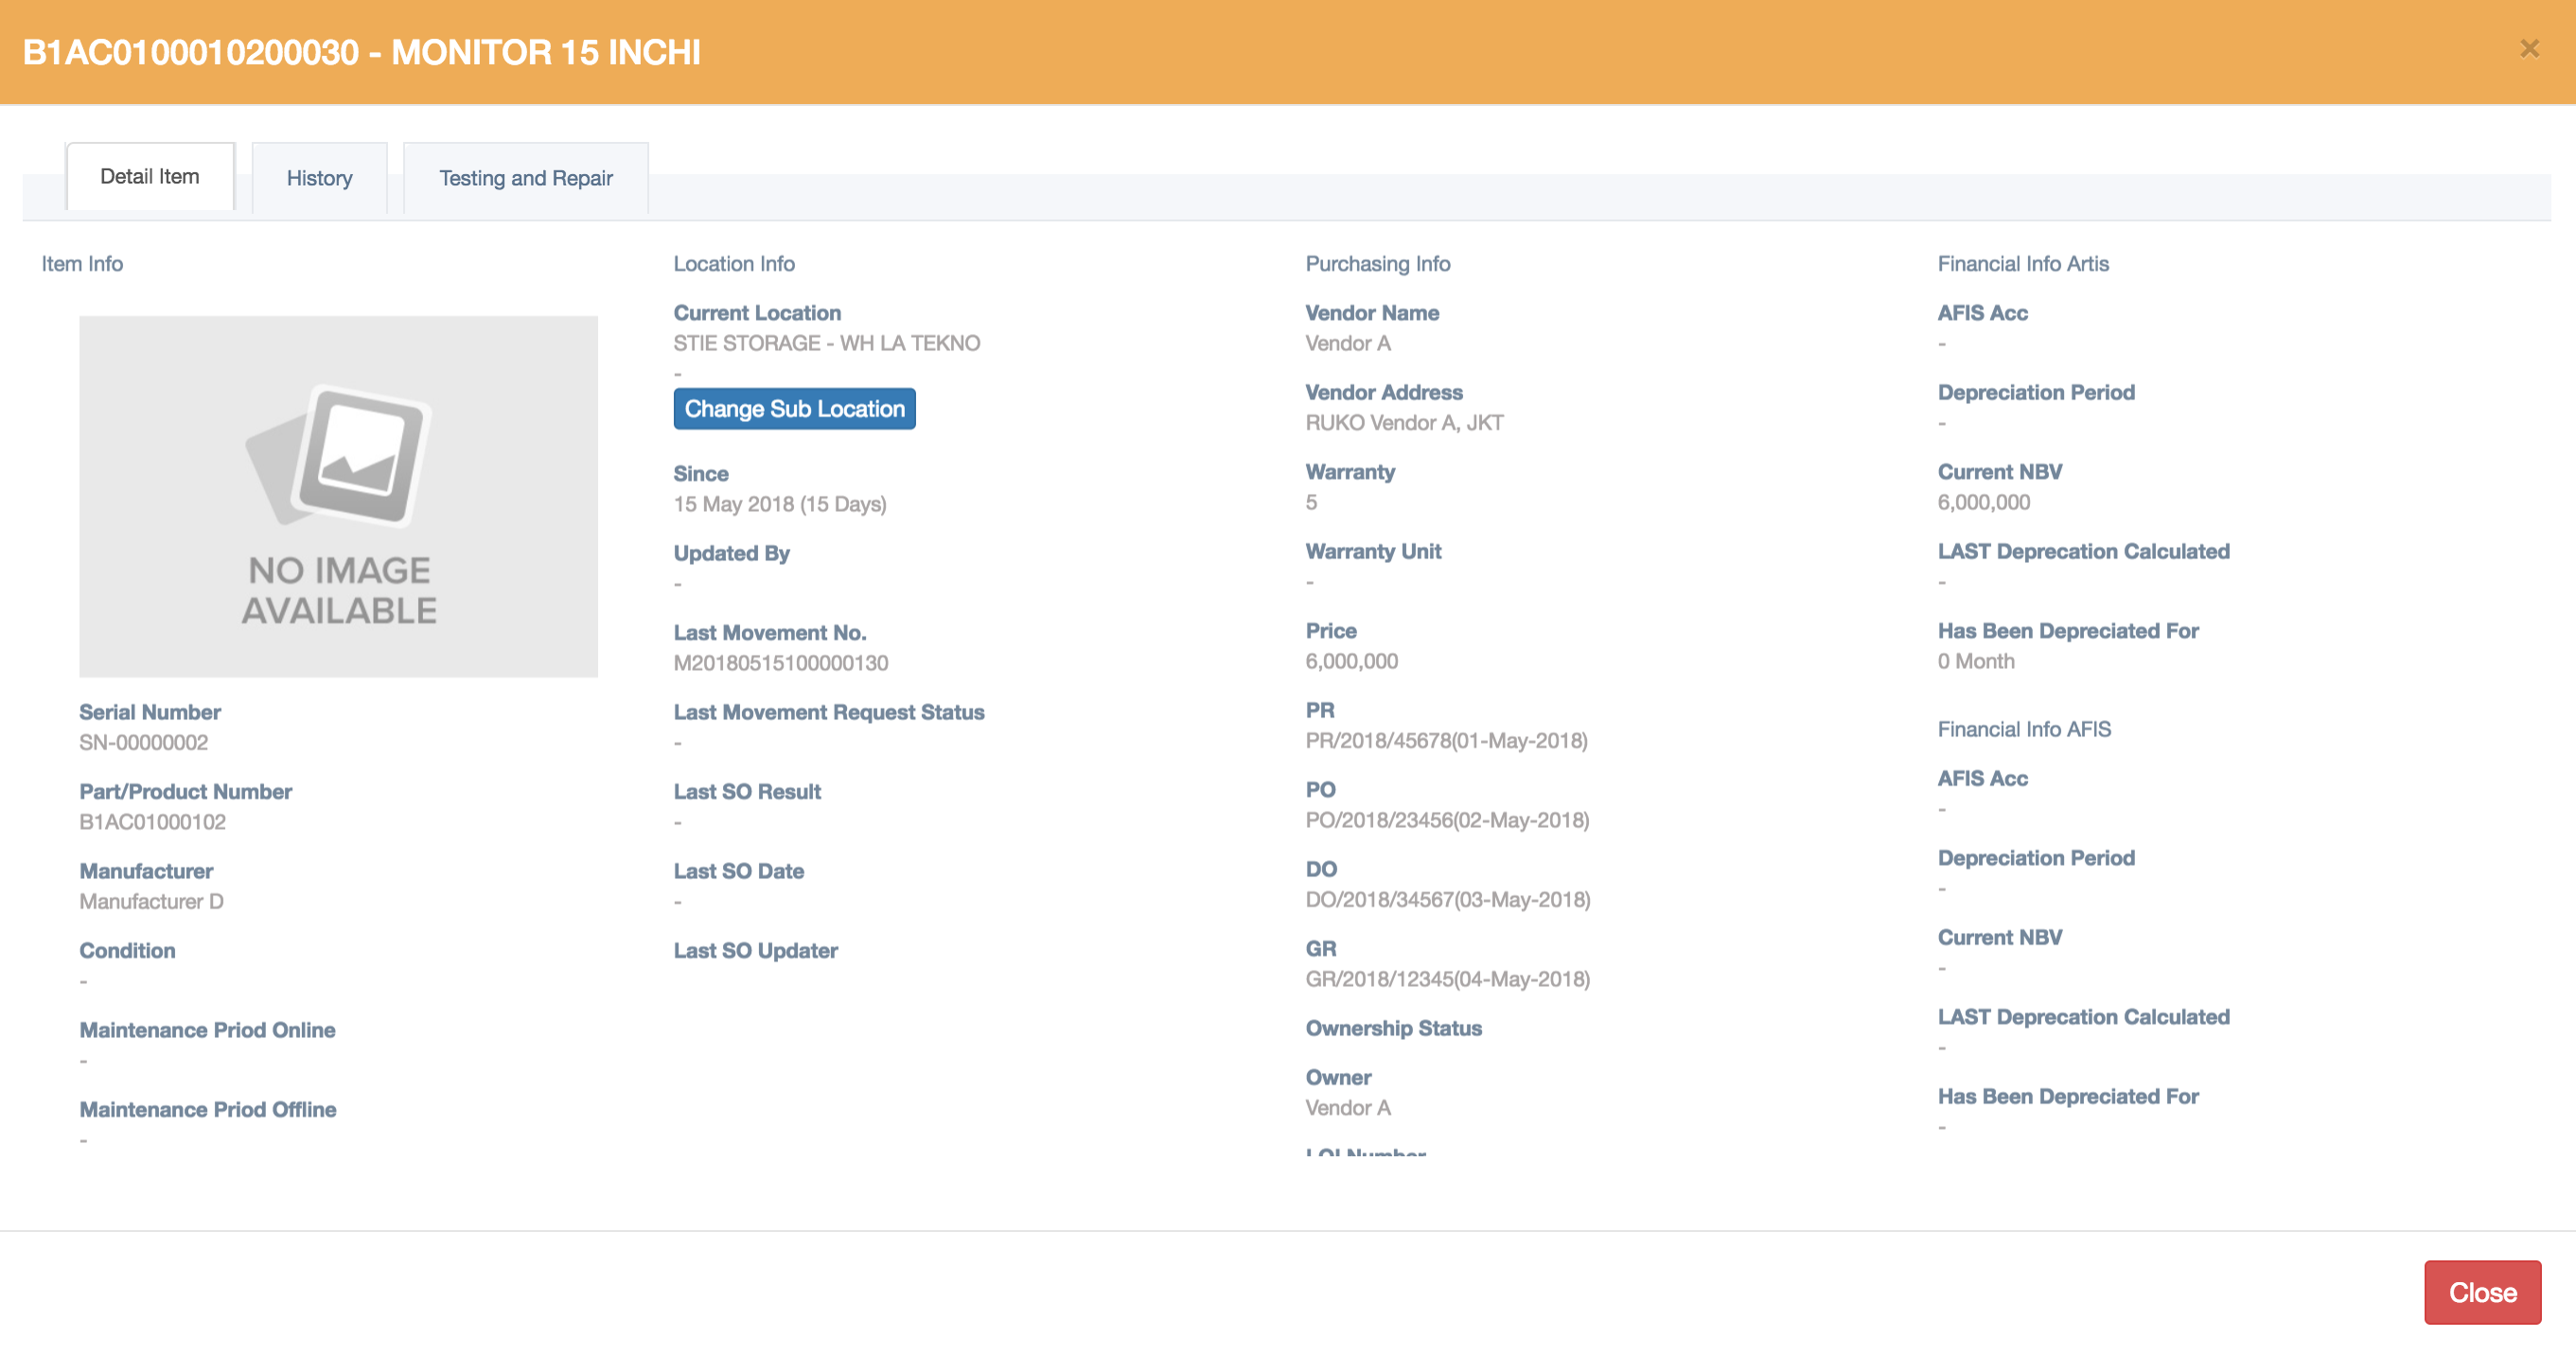 B1AC0100010200030 - MONITOR 15 INCHI
×
Detail Item
History
Testing and Repair
Item Info
NO IMAGE
AVAILABLE
Serial Number
SN-00000002
Part/Product Number
B1AC01000102
Manufacturer
Manufacturer D
Condition
-
Maintenance Priod Online
-
Maintenance Priod Offline
-
Location Info
Current Location
STIE STORAGE - WH LA TEKNO
-
Change Sub Location
Since
15 May 2018 (15 Days)
Updated By
-
Last Movement No.
M20180515100000130
Last Movement Request Status
-
Last SO Result
-
Last SO Date
-
Last SO Updater
Purchasing Info
Vendor Name
Vendor A
Vendor Address
RUKO Vendor A, JKT
Warranty
5
Warranty Unit
-
Price
6,000,000
PR
PR/2018/45678(01-May-2018)
PO
PO/2018/23456(02-May-2018)
DO
DO/2018/34567(03-May-2018)
GR
GR/2018/12345(04-May-2018)
Ownership Status
Owner
Vendor A
LOI Number
Financial Info Artis
AFIS Acc
-
Depreciation Period
-
Current NBV
6,000,000
LAST Deprecation Calculated
-
Has Been Depreciated For
0 Month
Financial Info AFIS
AFIS Acc
-
Depreciation Period
-
Current NBV
-
LAST Deprecation Calculated
-
Has Been Depreciated For
-
Close